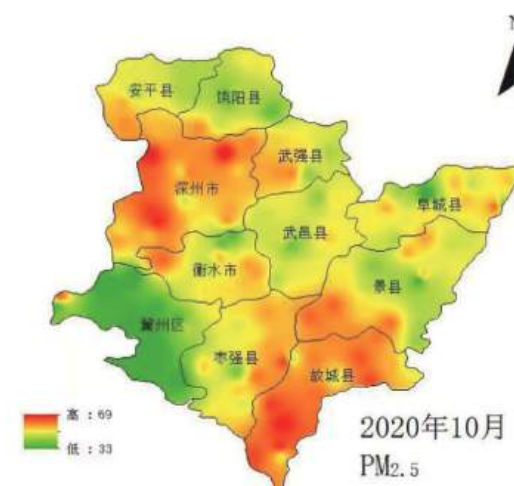 N
安平县
饶阳县
武强县
深州市
阜城县
武邑县
衡水市
景县
冀州区
枣强县
故城县
高 : 69
低 : 33
2020年10月
PM2.5